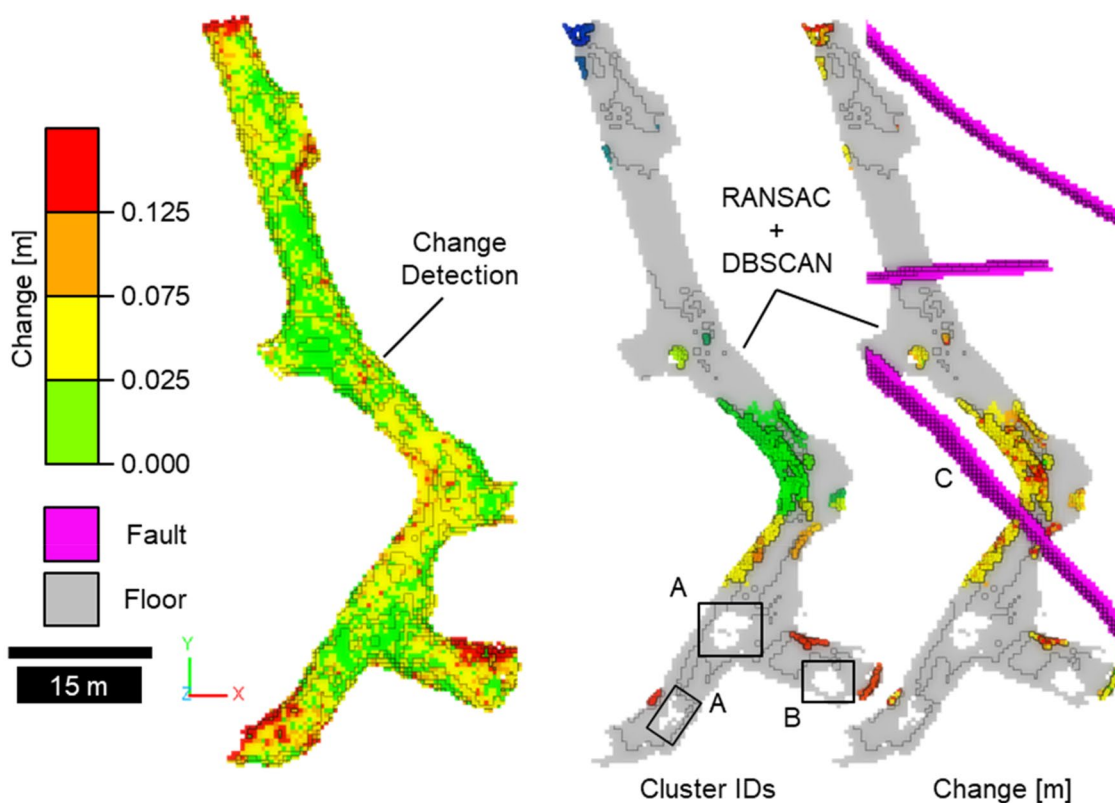 Change [m]
0.125
0.075
0.025
0.000
Fault
Floor
15 m
Y
Z
X
Change
Detection
RANSAC
+
DBSCAN
A
A
B
C
Cluster IDs
Change [m]